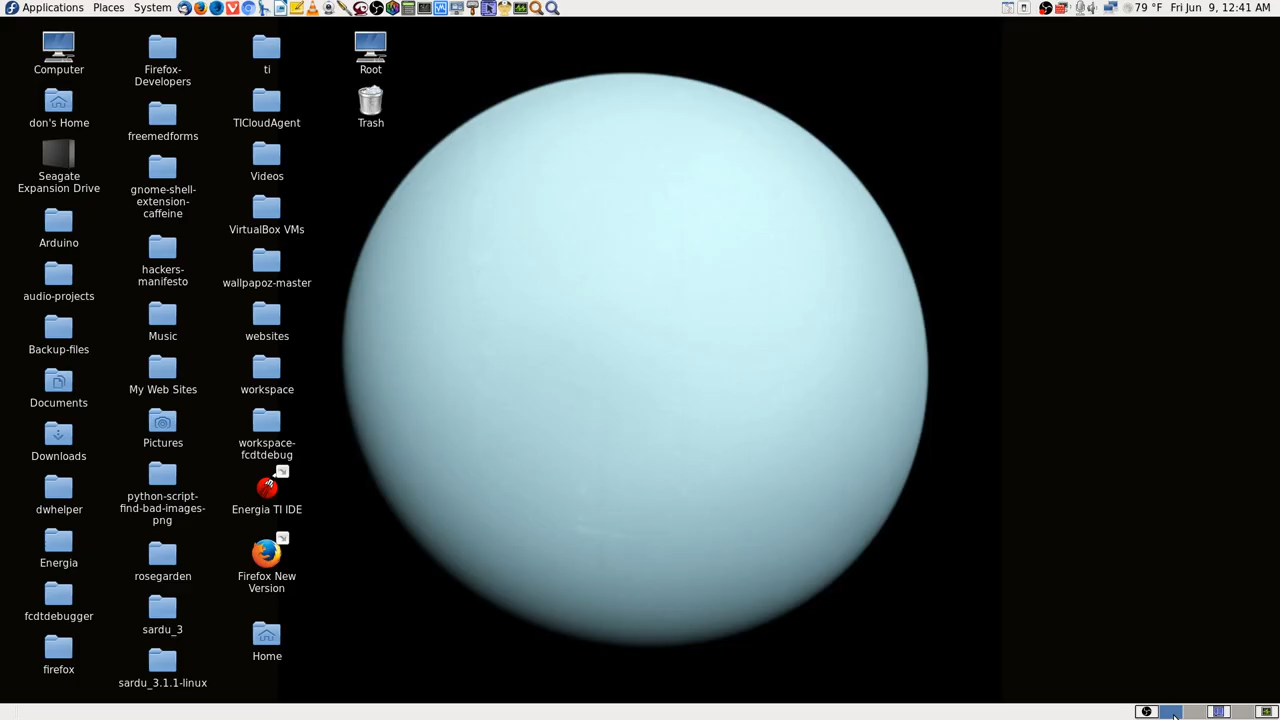 Applications Places System 79 °F Fri Jun 9, 12:41 AM
Computer
don's Home
Seagate
Expansion Drive
Arduino
audio-projects
Backup-files
Documents
Downloads
dwhelper
Energia
fcdtdebugger
firefox
Firefox-
Developers
freemedforms
gnome-shell-
extension-
caffeine
hackers-
manifesto
Music
My Web Sites
Pictures
python-script-
find-bad-images-
png
rosegarden
sardu_3
sardu_3.1.1-linux
ti
TICloudAgent
Videos
VirtualBox VMs
wallpapoz-master
websites
workspace
workspace-
fcdtdebug
Energia TI IDE
Firefox New
Version
Home
Root
Trash